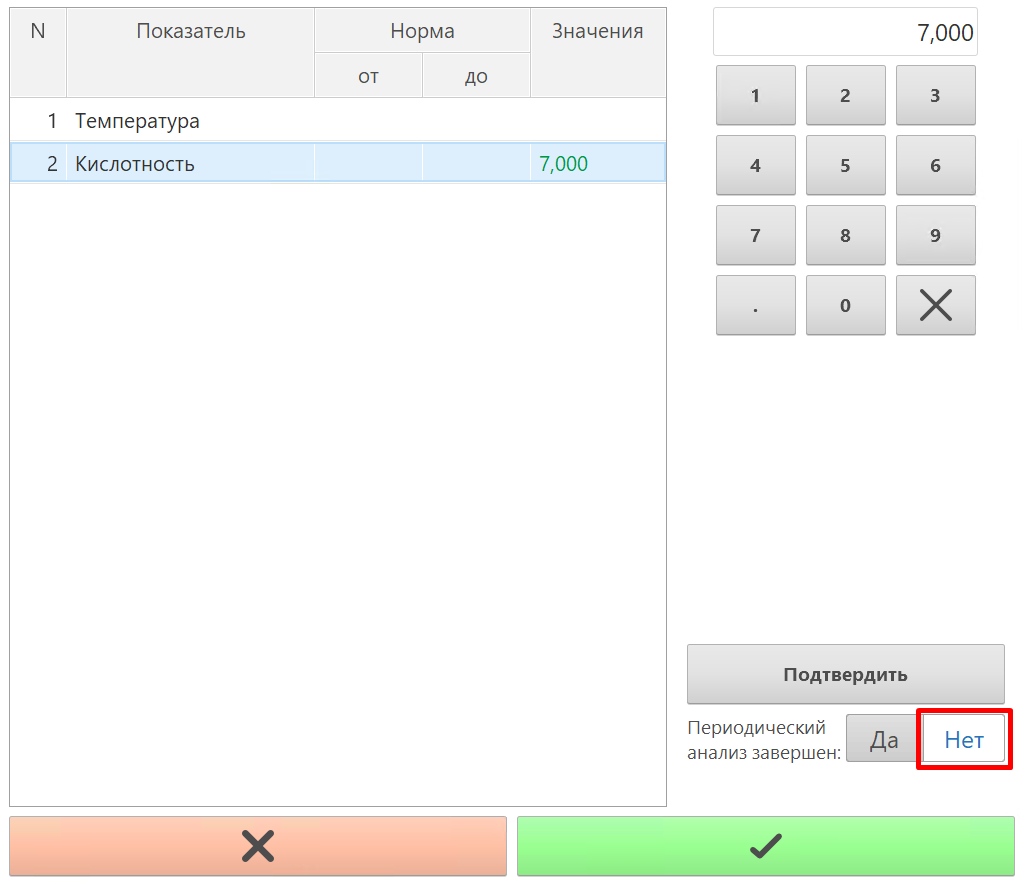 N Показатель Норма Значения
от до
1 Температура
2 Кислотность 7,000
7,000
1 2 3
4 5 6
7 8 9
. 0
Подтвердить
Периодический
анализ завершен: Да Нет